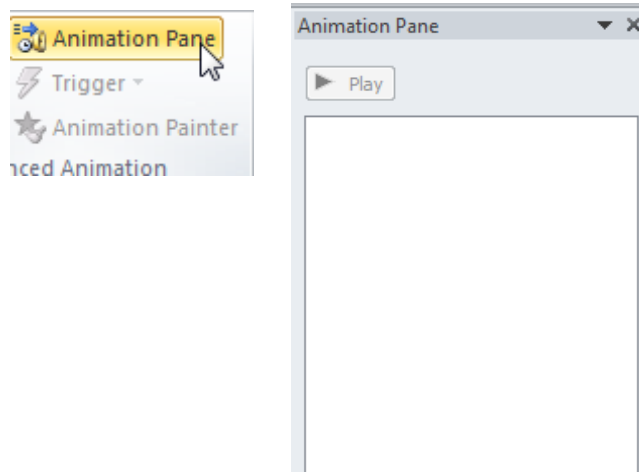 Animation Pane
Trigger
Animation Painter
nced Animation
Animation Pane
Play